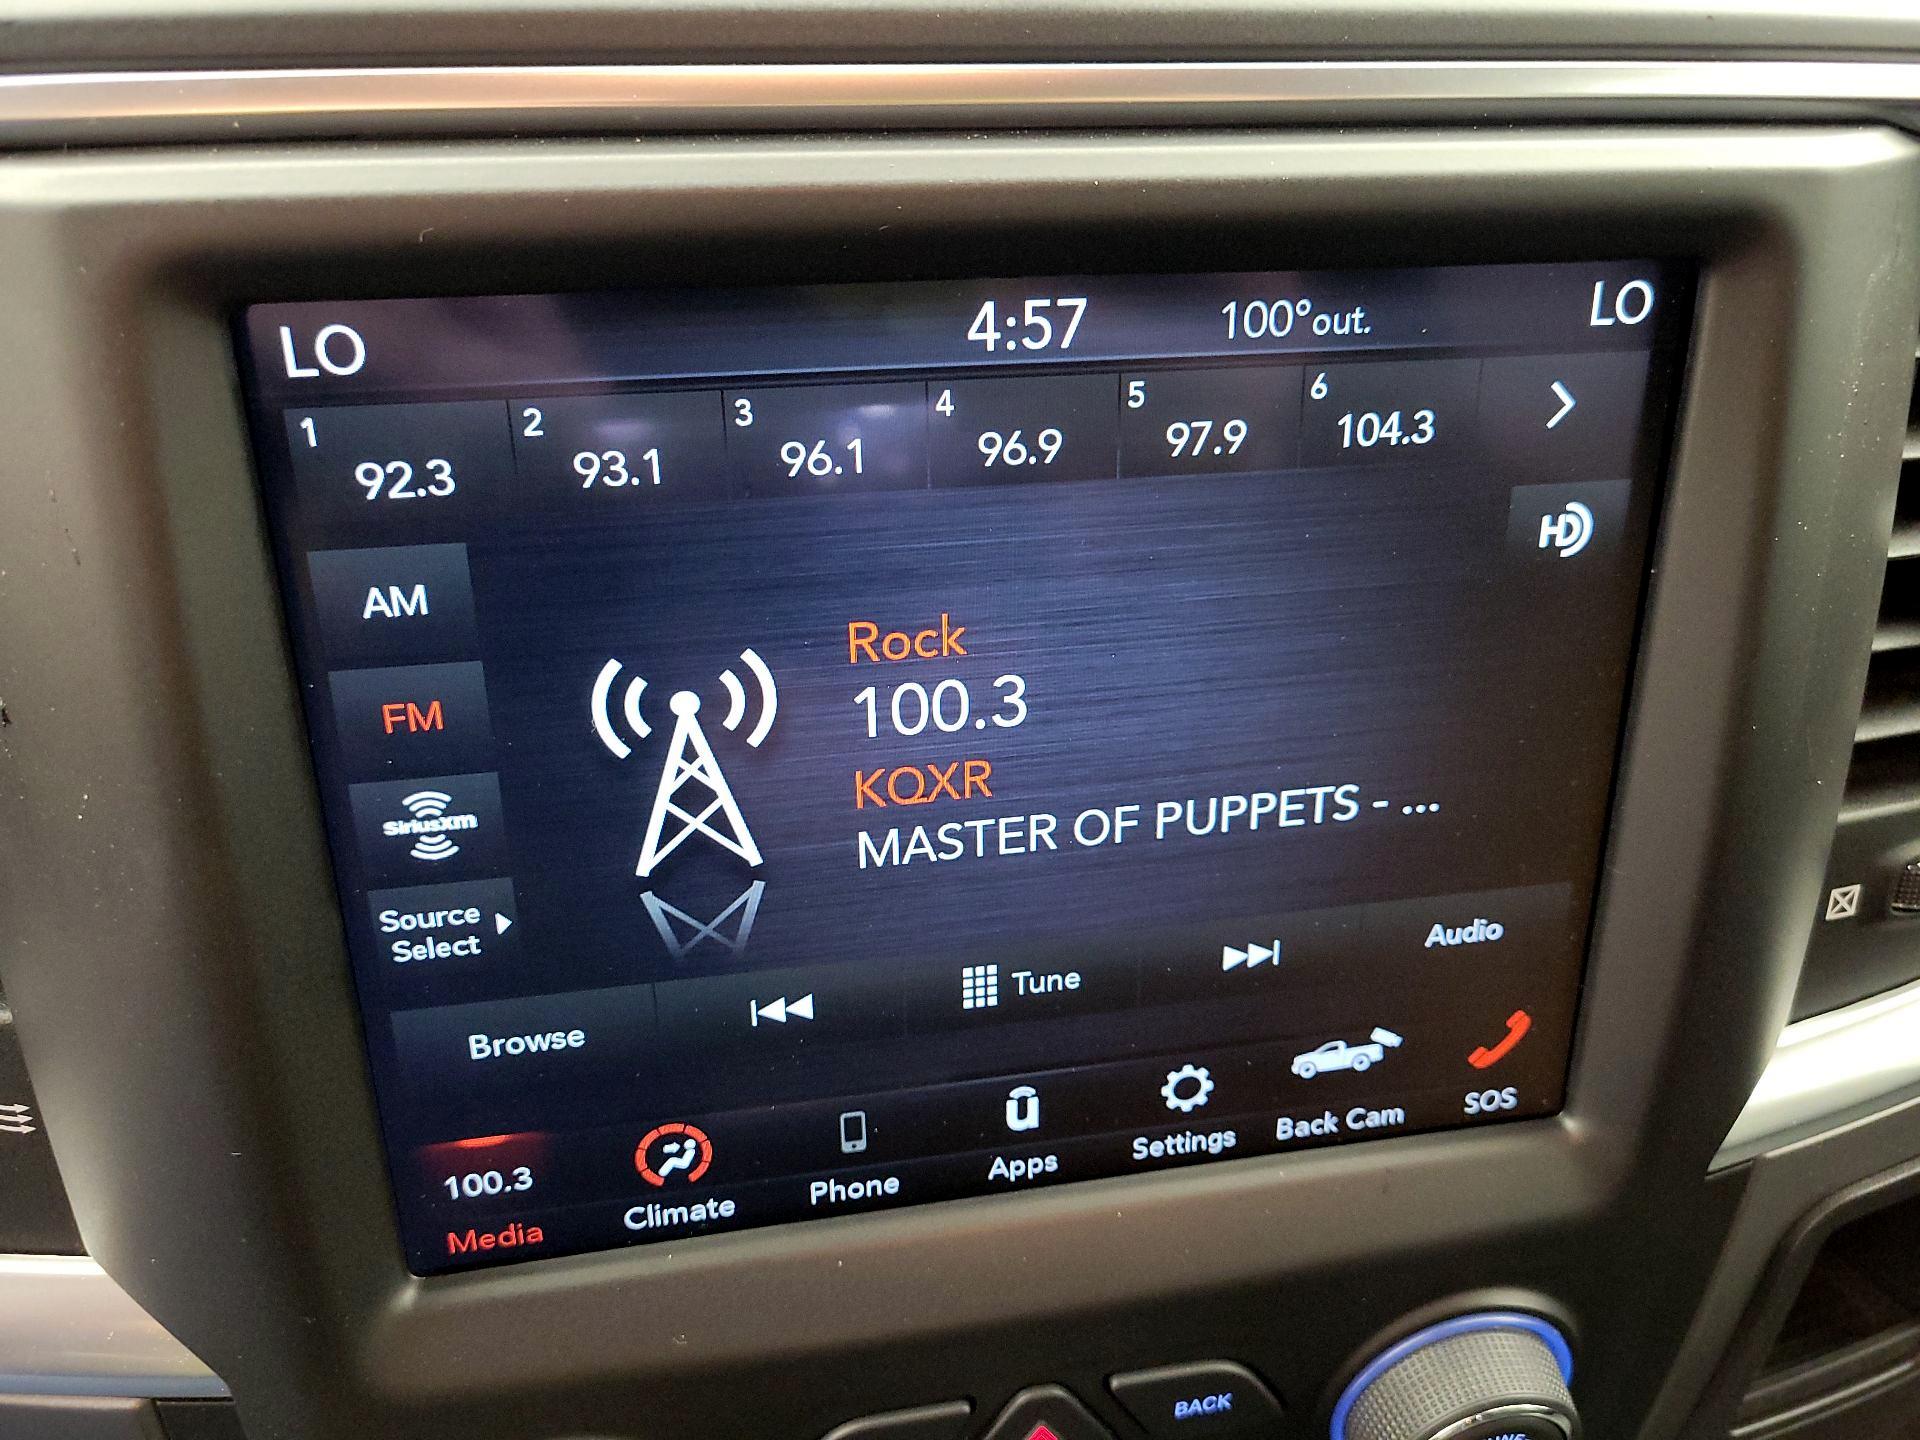 LO 4:57 100°out. LO
1 2 3 4 5 6
92.3 93.1 96.1 96.9 97.9 104.3
HD
AM
FM
SiriusXM
Source
Select
Rock
100.3
KQXR
MASTER OF PUPPETS - ...
Browse Tune Audio
100.3
Media Climate Phone Apps Settings Back Cam SOS
BACK